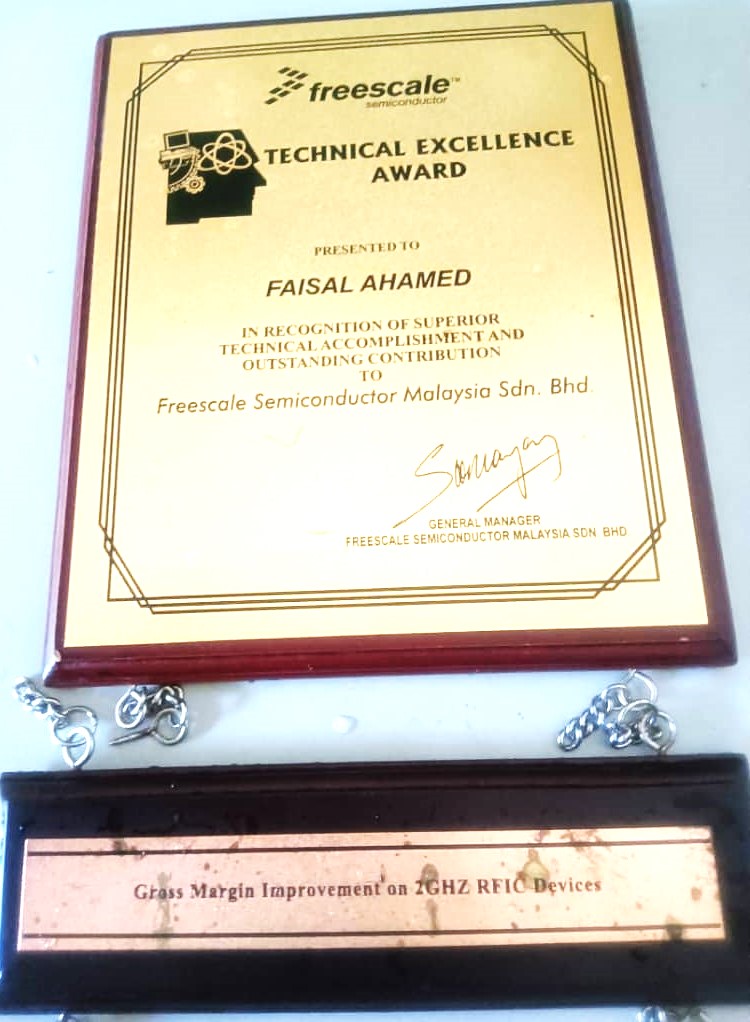 freescale™
semiconductor
TECHNICAL EXCELLENCE
AWARD
PRESENTED TO
FAISAL AHAMED
IN RECOGNITION OF SUPERIOR
TECHNICAL ACCOMPLISHMENT AND
OUTSTANDING CONTRIBUTION
TO
Freescale Semiconductor Malaysia Sdn. Bhd.
GENERAL MANAGER
FREESCALE SEMICONDUCTOR MALAYSIA SDN. BHD
Gross Margin Improvement on 2GHZ RFIC Devices